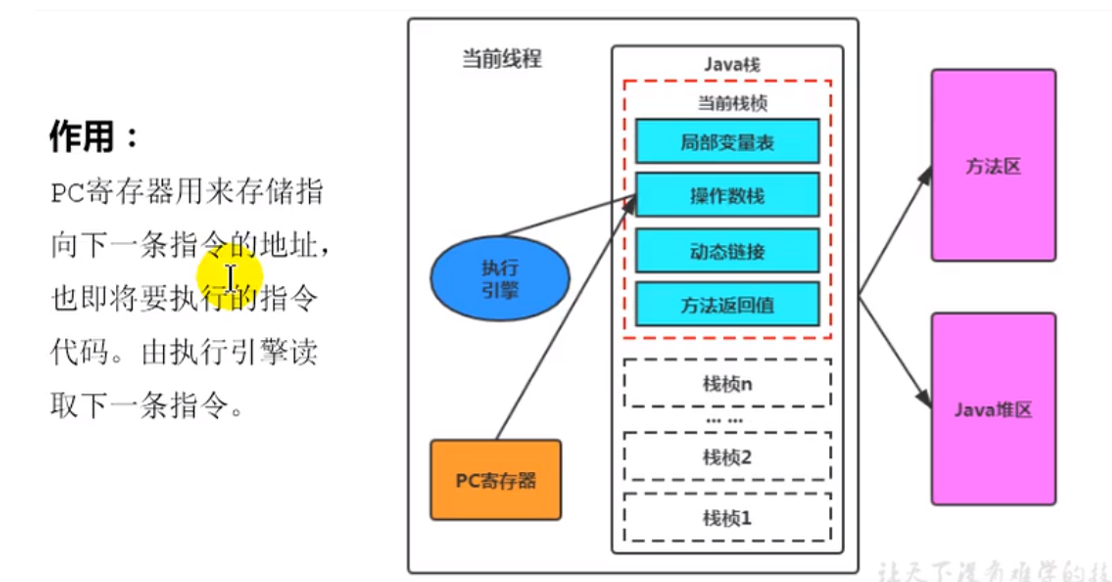 作用：
PC寄存器用来存储指
向下一条指令的地址，
也即将要执行的指令
代码。由执行引擎读
取下一条指令。
当前线程
执行
引擎
PC寄存器
Java栈
当前栈桢
局部变量表
操作数栈
动态链接
方法返回值
栈桢n
... ...
栈桢2
栈桢1
方法区
Java堆区
让天下没有难学的技